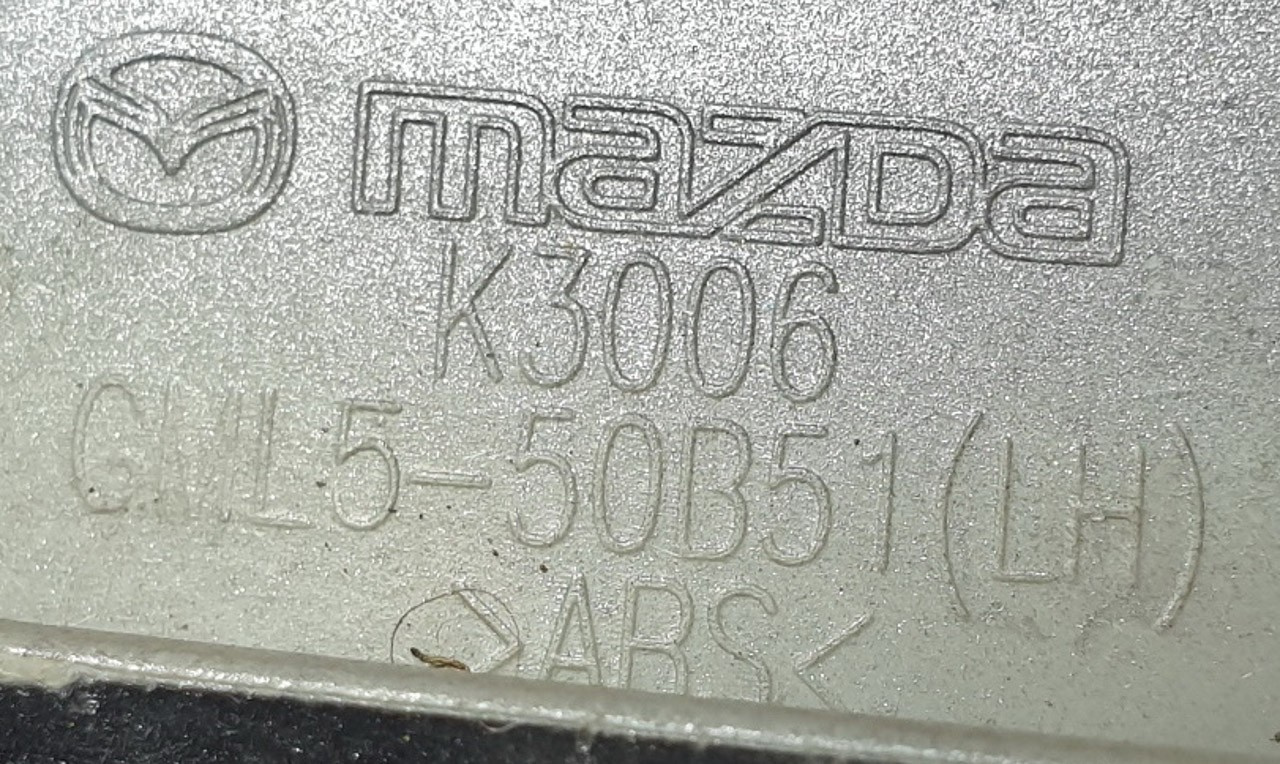 mazda
K3006
GML5-50B51(LH)
>ABS<